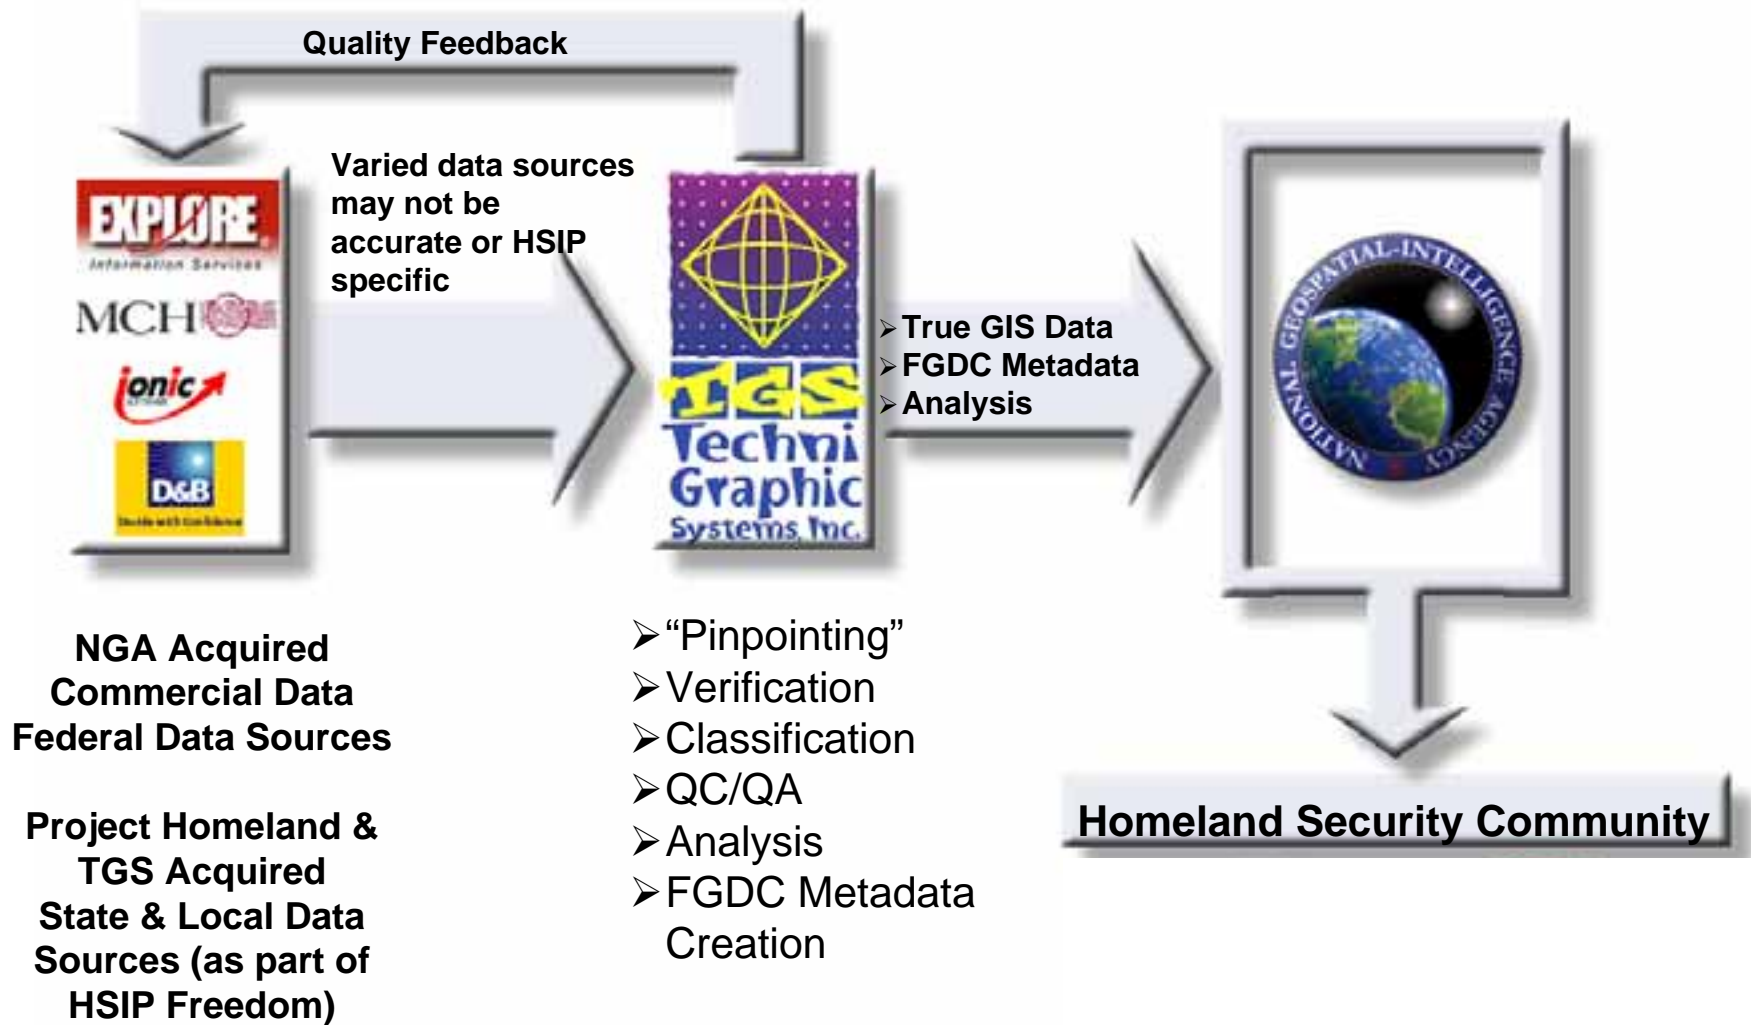 Quality Feedback
Varied data sources
may not be
accurate or HSIP
specific
EXPLORE
Information Services
MCH
ionic
D&B
Decide with Confidence
TGS
Techni
Graphic
Systems, Inc.
➢True GIS Data
➢FGDC Metadata
➢Analysis
NATIONAL GEOSPATIAL-INTELLIGENCE AGENCY
NGA Acquired
Commercial Data
Federal Data Sources
Project Homeland &
TGS Acquired
State & Local Data
Sources (as part of
HSIP Freedom)
➢“Pinpointing”
➢Verification
➢Classification
➢QC/QA
➢Analysis
➢FGDC Metadata
Creation
Homeland Security Community